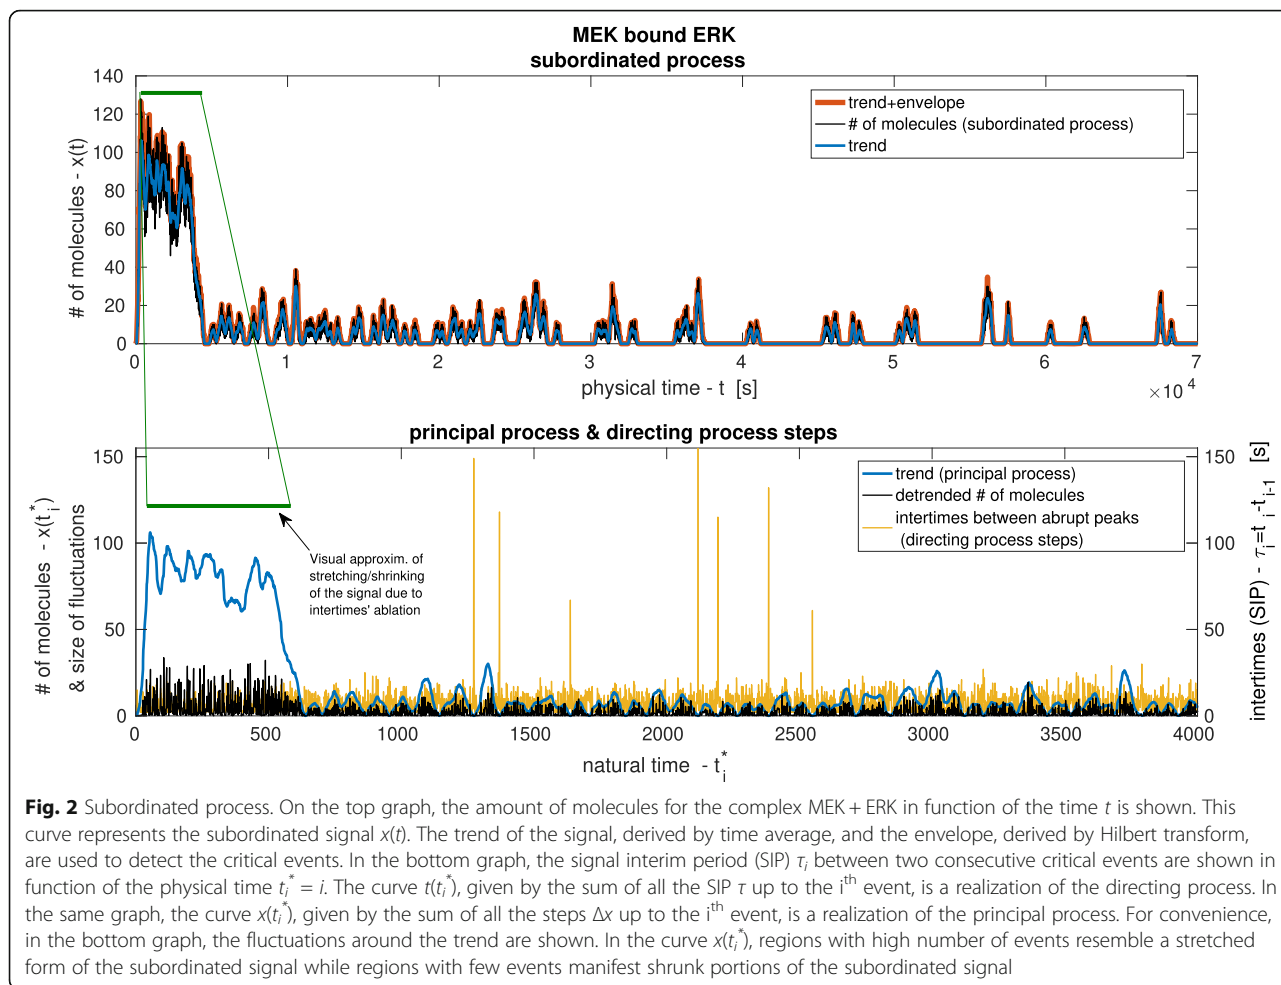 MEK bound ERK
subordinated process
140
120
100
80
60
40
20
0
# of molecules - x(t)
trend+envelope
# of molecules (subordinated process)
trend
0
1
2
3
4
5
6
7
×10 4
physical time - t [s]
principal process & directing process steps
150
100
50
0
# of molecules - x(t*i)
& size of fluctuations
trend (principal process)
detrended # of molecules
intertimes between abrupt peaks
(directing process steps)
Visual approxim. of
stretching/shrinking
of the signal due to
intertimes' ablation
150
100
50
0
intertimes (SIP) - τi=ti-ti-1 [s]
0
500
1000
1500
2000
2500
3000
3500
4000
natural time - t*i
Fig. 2 Subordinated process. On the top graph, the amount of molecules for the complex MEK + ERK in function of the time t is shown. This
curve represents the subordinated signal x(t). The trend of the signal, derived by time average, and the envelope, derived by Hilbert transform,
are used to detect the critical events. In the bottom graph, the signal interim period (SIP) τi between two consecutive critical events are shown in
function of the physical time ti* = i. The curve t(ti*), given by the sum of all the SIP τ up to the ith event, is a realization of the directing process. In
the same graph, the curve x(ti*), given by the sum of all the steps Δx up to the ith event, is a realization of the principal process. For convenience,
in the bottom graph, the fluctuations around the trend are shown. In the curve x(ti*), regions with high number of events resemble a stretched
form of the subordinated signal while regions with few events manifest shrunk portions of the subordinated signal